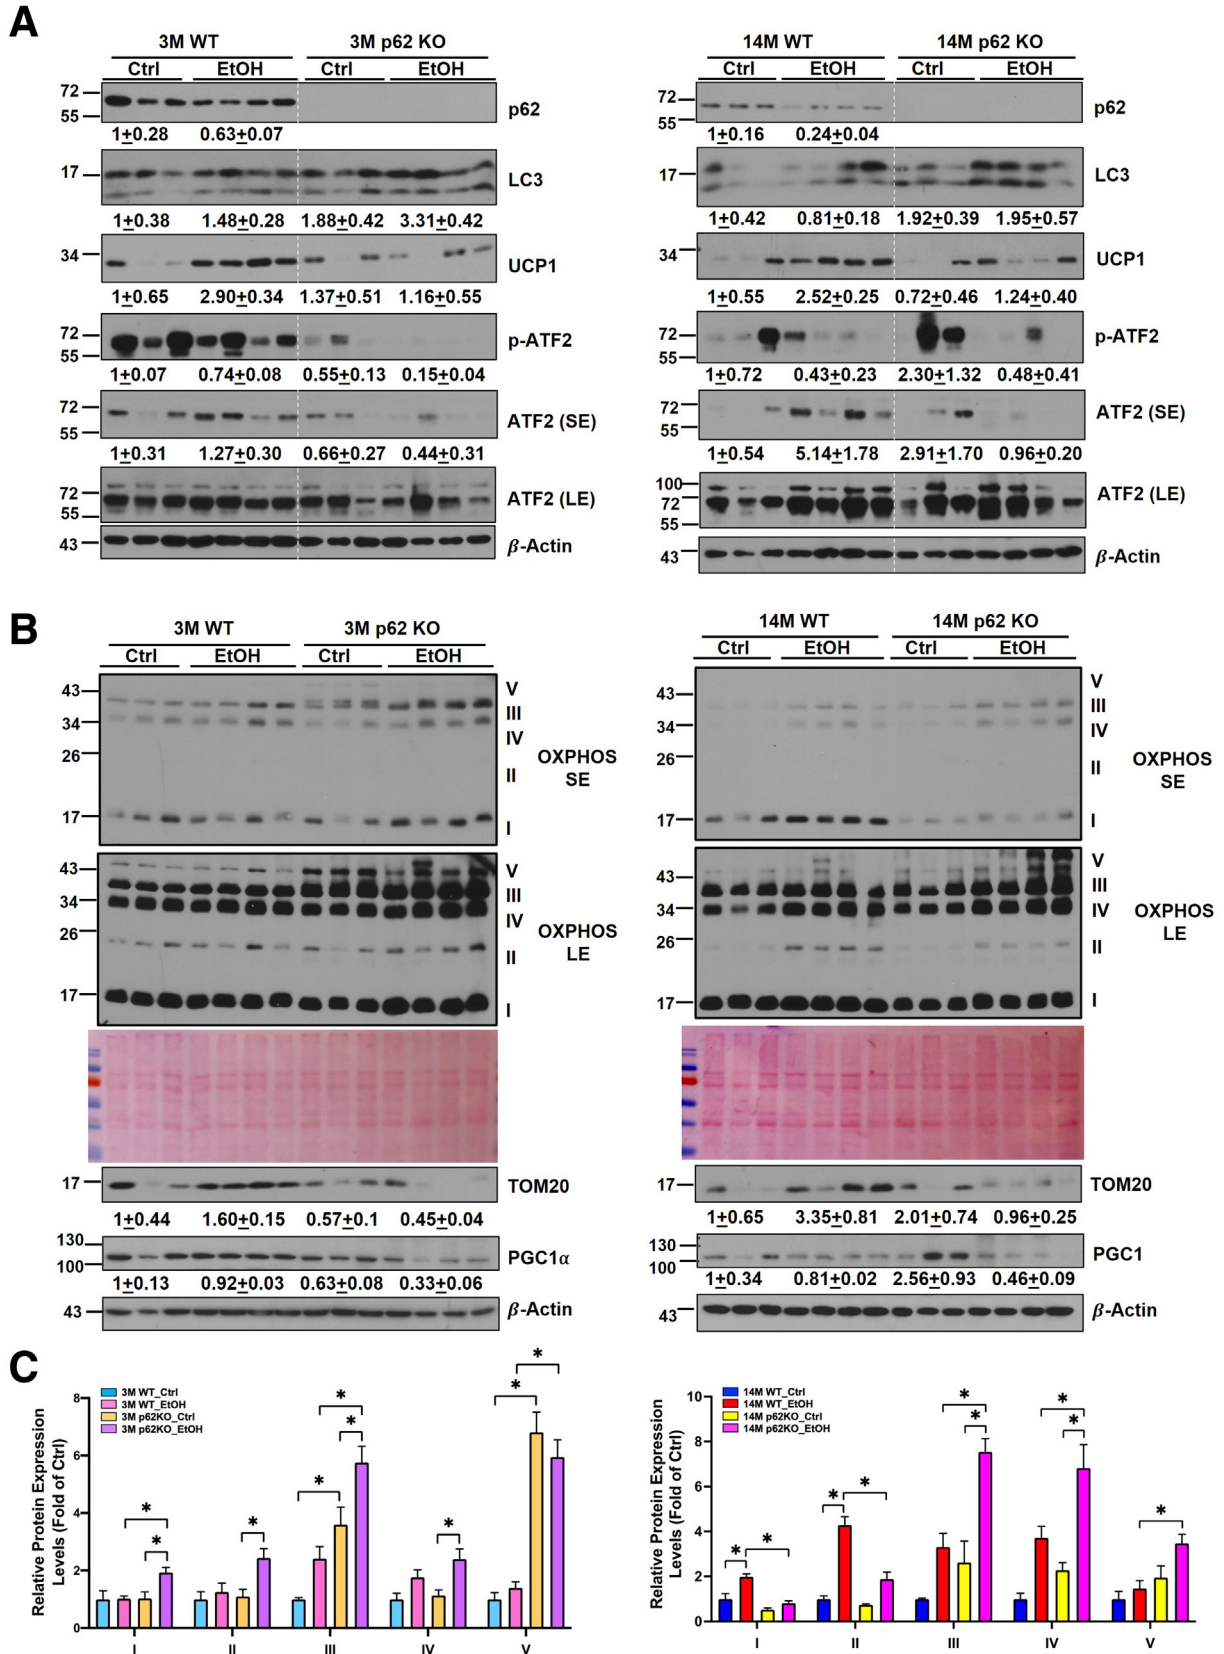 A
3M WT 3M p62 KO
Ctrl EtOH Ctrl EtOH
72
55
p62
1±0.28 0.63±0.07
17
LC3
1±0.38 1.48±0.28 1.88±0.42 3.31±0.42
34
UCP1
1±0.65 2.90±0.34 1.37±0.51 1.16±0.55
72
55
p-ATF2
1±0.07 0.74±0.08 0.55±0.13 0.15±0.04
72
55
ATF2 (SE)
1±0.31 1.27±0.30 0.66±0.27 0.44±0.31
72
55
ATF2 (LE)
43
β-Actin
14M WT 14M p62 KO
Ctrl EtOH Ctrl EtOH
72
55
p62
1±0.16 0.24±0.04
17
LC3
1±0.42 0.81±0.18 1.92±0.39 1.95±0.57
34
UCP1
1±0.55 2.52±0.25 0.72±0.46 1.24±0.40
72
55
p-ATF2
1±0.72 0.43±0.23 2.30±1.32 0.48±0.41
72
55
ATF2 (SE)
1±0.54 5.14±1.78 2.91±1.70 0.96±0.20
100
72
55
ATF2 (LE)
43
β-Actin
B
3M WT 3M p62 KO
Ctrl EtOH Ctrl EtOH
43
34
26
17
V
III
IV
II
I
OXPHOS
SE
43
34
26
17
V
III
IV
II
I
OXPHOS
LE
17
TOM20
1±0.44 1.60±0.15 0.57±0.1 0.45±0.04
130
100
PGC1α
1±0.13 0.92±0.03 0.63±0.08 0.33±0.06
43
β-Actin
14M WT 14M p62 KO
Ctrl EtOH Ctrl EtOH
43
34
26
17
V
III
IV
II
I
OXPHOS
SE
43
34
26
17
V
III
IV
II
I
OXPHOS
LE
17
TOM20
1±0.65 3.35±0.81 2.01±0.74 0.96±0.25
130
100
PGC1
1±0.34 0.81±0.02 2.56±0.93 0.46±0.09
43
β-Actin
C
Relative Protein Expression
Levels (Fold of Ctrl)
8
6
4
2
0
3M WT_Ctrl
3M WT_EtOH
3M p62KO_Ctrl
3M p62KO_EtOH
* * * * * * * * *
I II III IV V
Relative Protein Expression
Levels (Fold of Ctrl)
10
8
6
4
2
0
14M WT_Ctrl
14M WT_EtOH
14M p62KO_Ctrl
14M p62KO_EtOH
* * * * * * * * *
I II III IV V